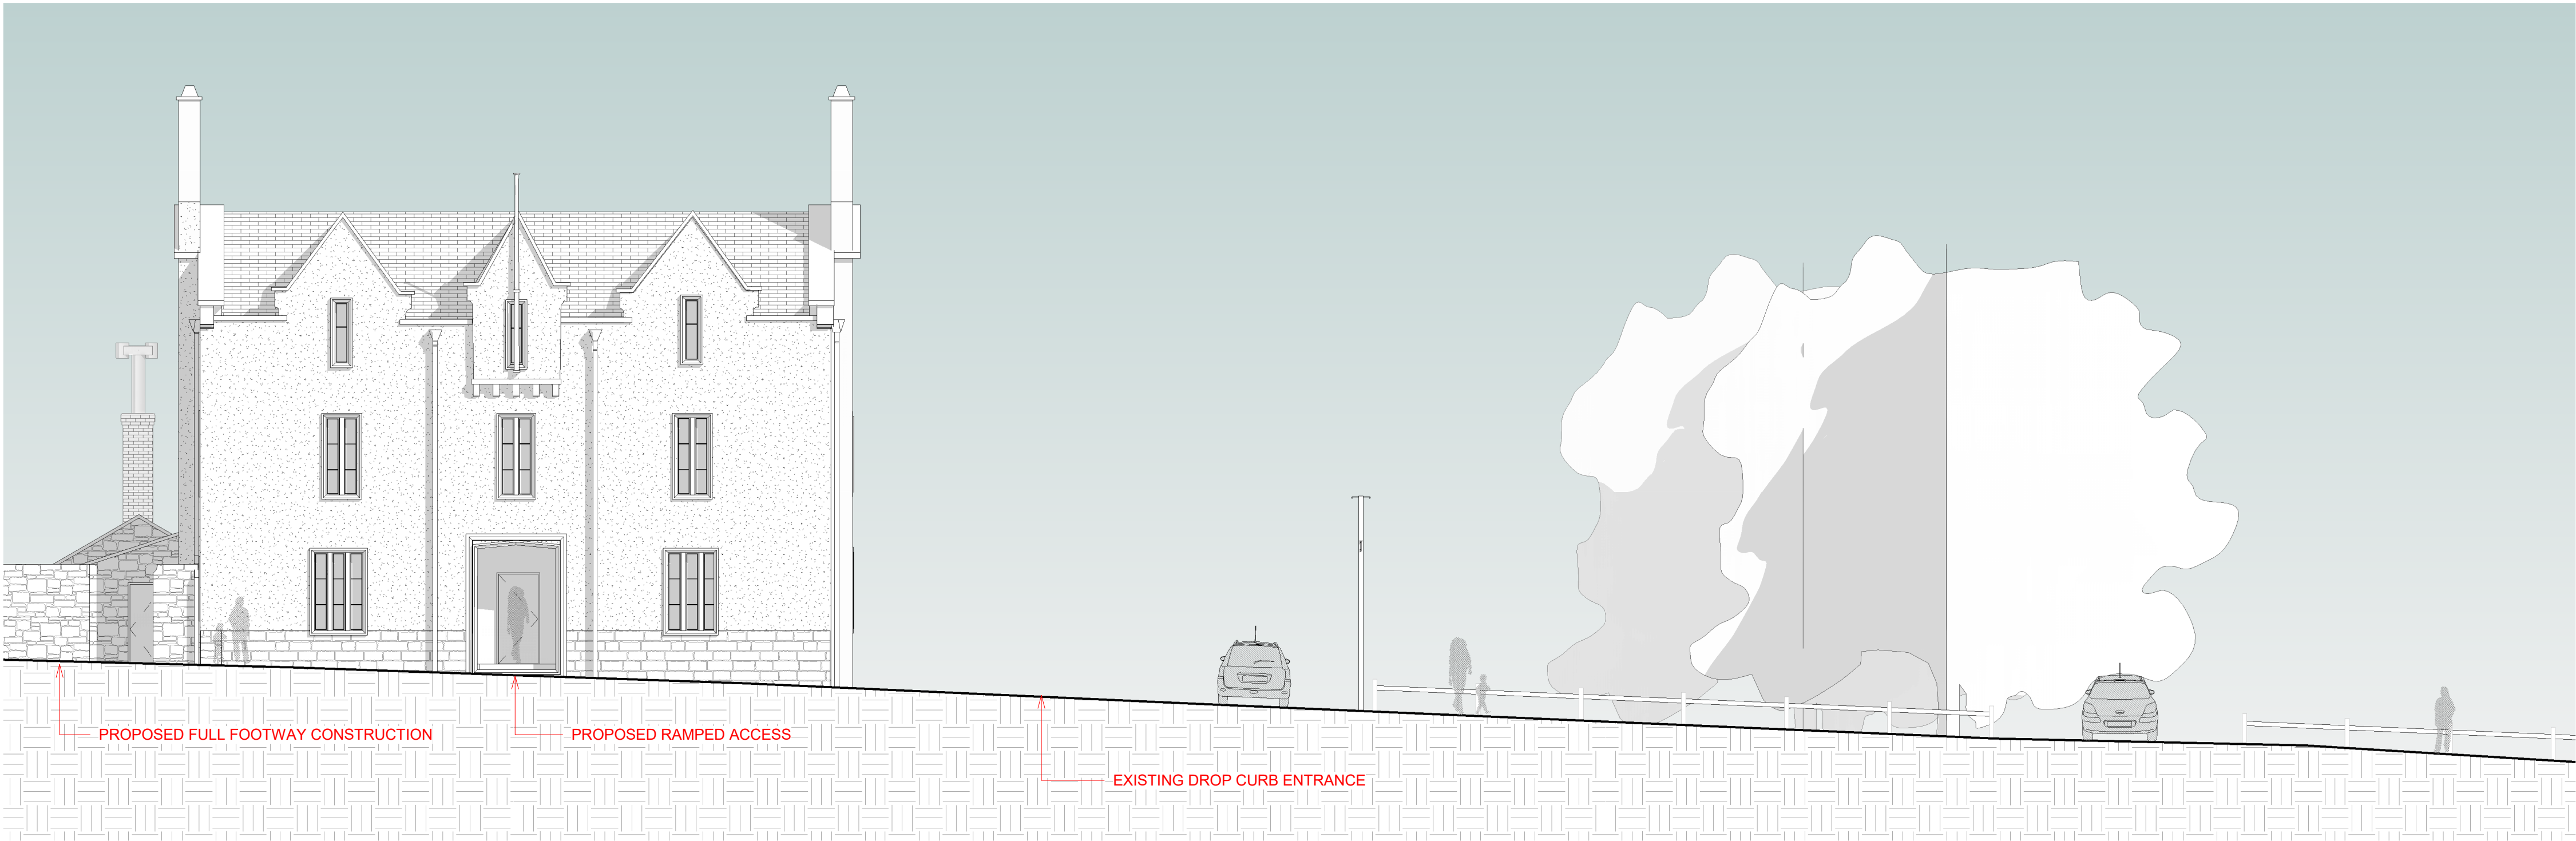 PROPOSED FULL FOOTWAY CONSTRUCTION
PROPOSED RAMPED ACCESS
EXISTING DROP CURB ENTRANCE